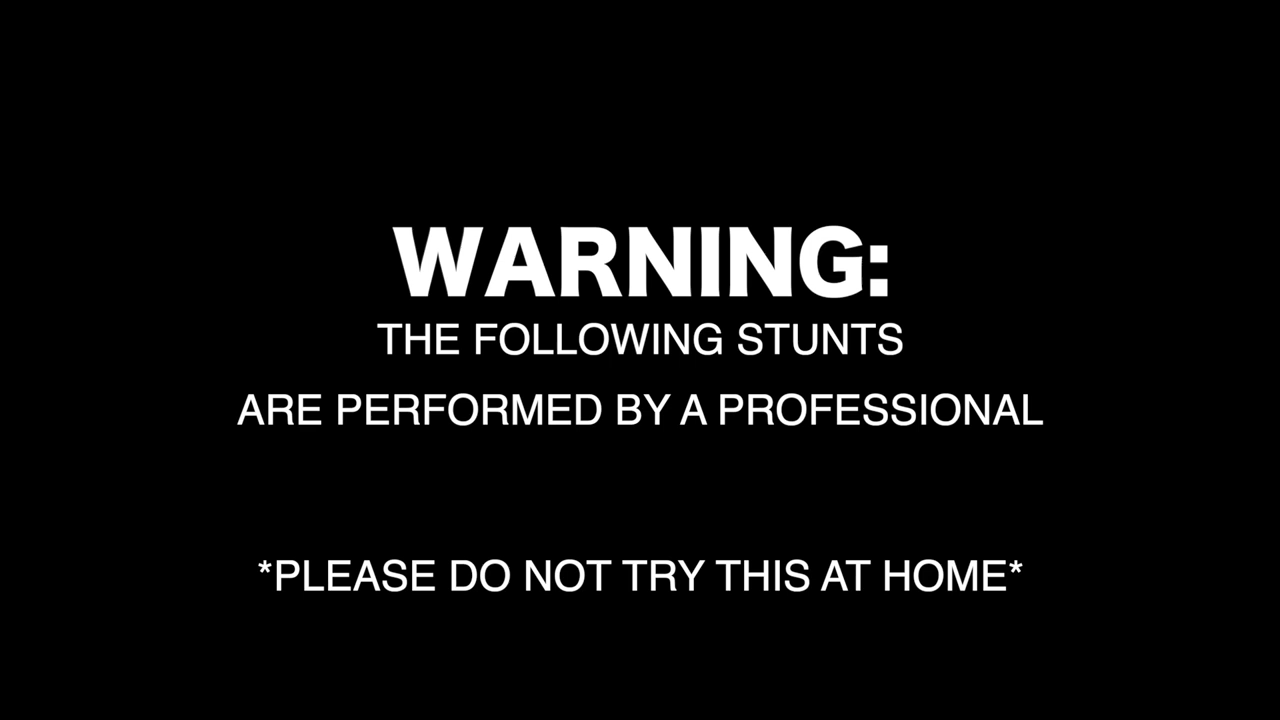 WARNING:
THE FOLLOWING STUNTS
ARE PERFORMED BY A PROFESSIONAL
*PLEASE DO NOT TRY THIS AT HOME*